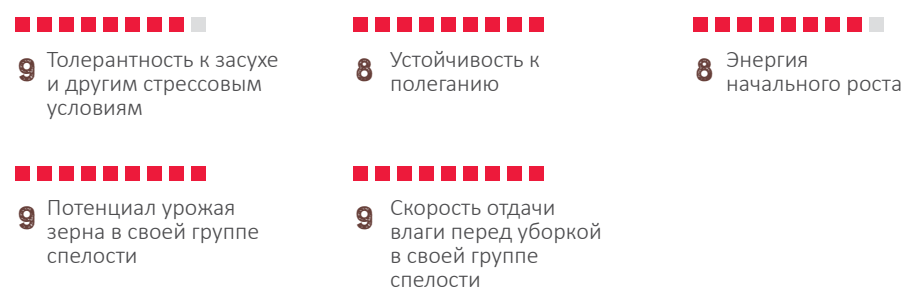 9 Толерантность к засухе
и другим стрессовым
условиям
8 Устойчивость к
полеганию
8 Энергия
начального роста
9 Потенциал урожая
зерна в своей группе
спелости
9 Скорость отдачи
влаги перед уборкой
в своей группе
спелости